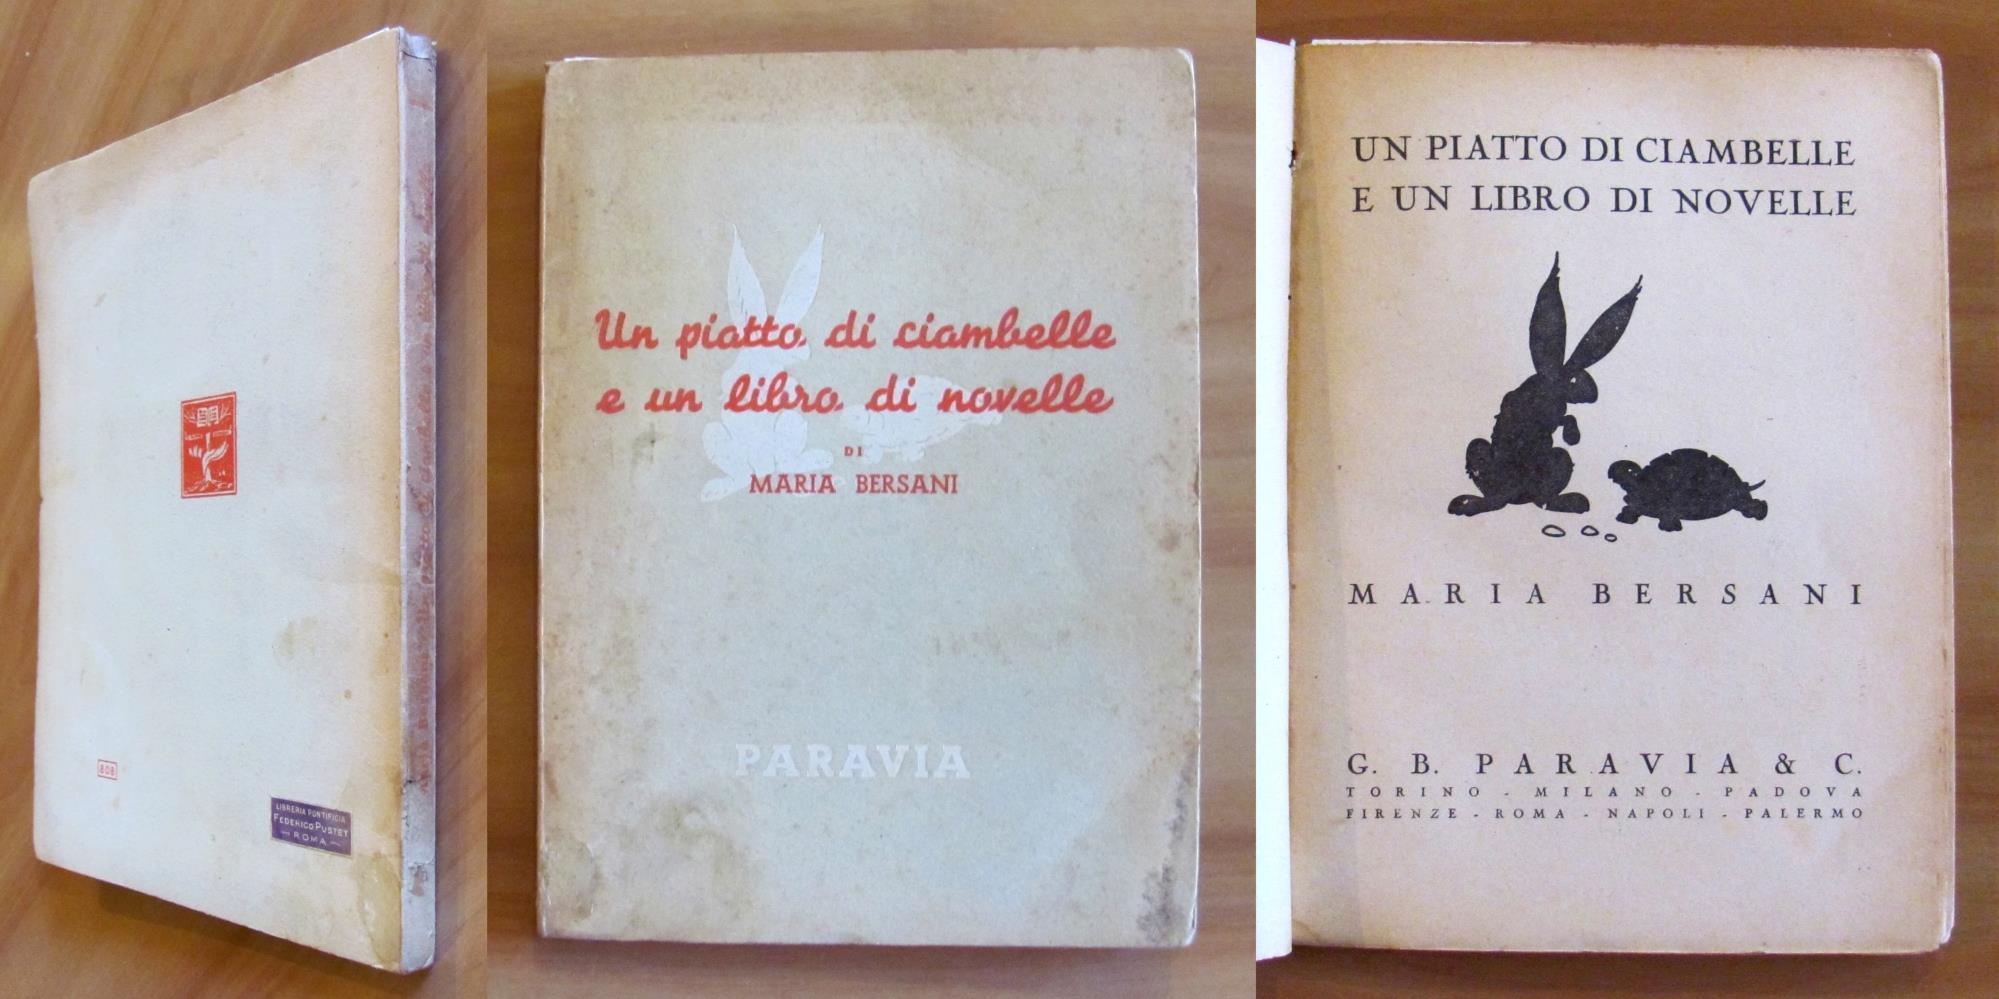 808
LIBRERIA PONTIFICIA
FEDERICO PUSTET
— ROMA —
Un piatto di ciambelle
e un libro di novelle
DI
MARIA BERSANI
PARAVIA
UN PIATTO DI CIAMBELLE
E UN LIBRO DI NOVELLE
MARIA BERSANI
G. B. PARAVIA & C.
TORINO - MILANO - PADOVA
FIRENZE - ROMA - NAPOLI - PALERMO